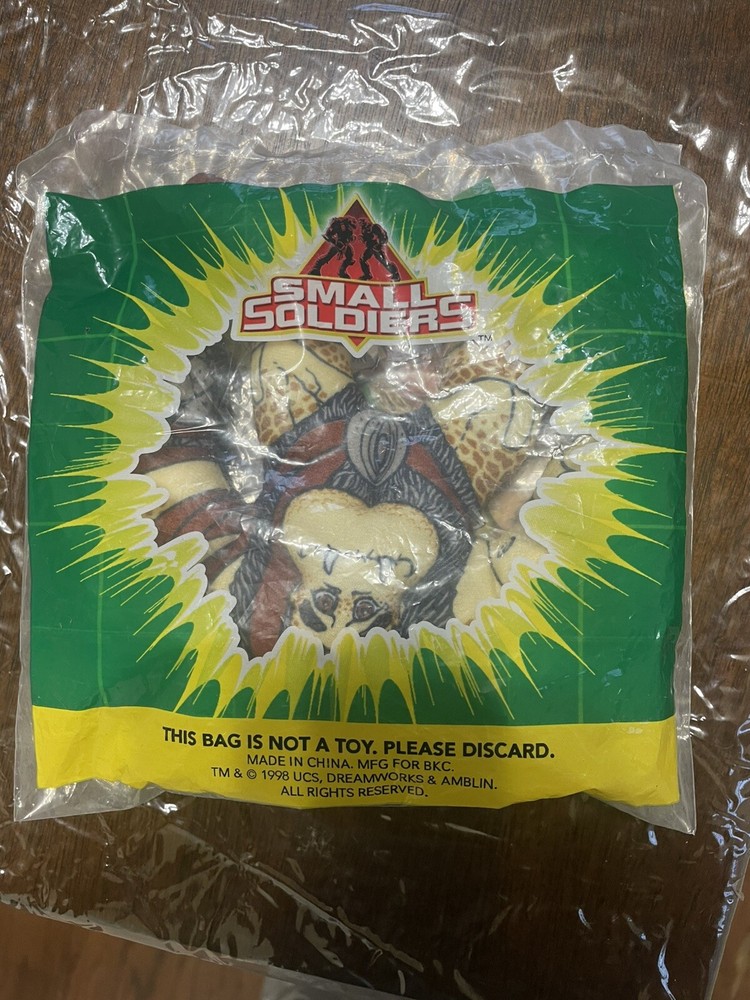 SMALL
SOLDIERS
TM
THIS BAG IS NOT A TOY. PLEASE DISCARD.
MADE IN CHINA. MFG FOR BKC.
TM & © 1998 UCS, DREAMWORKS & AMBLIN.
ALL RIGHTS RESERVED.